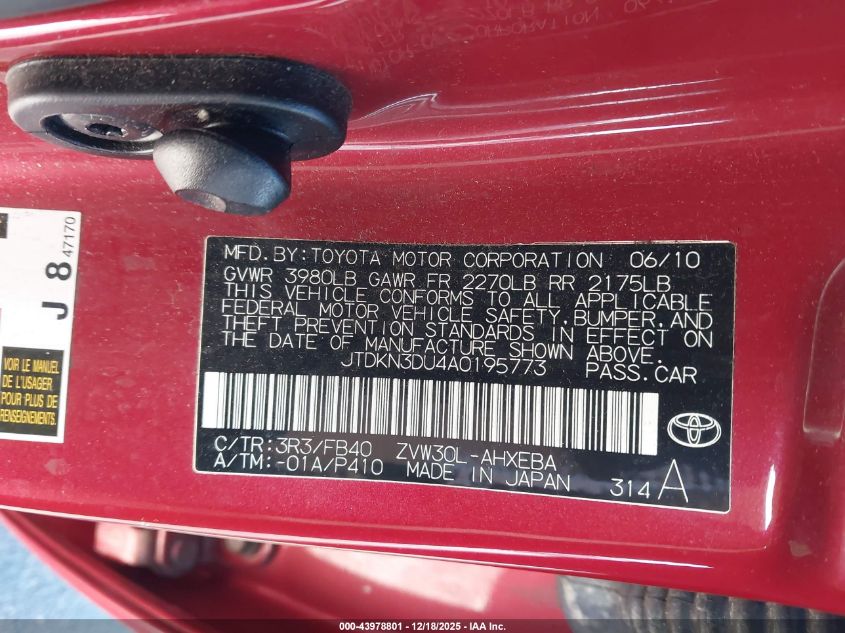 J 8 47170
VOIR LE MANUEL
DE L'USAGER
POUR PLUS DE
RENSEIGNEMENTS.
MFD. BY: TOYOTA MOTOR CORPORATION 06/10
GVWR 3980LB GAWR FR 2270LB RR 2175LB
THIS VEHICLE CONFORMS TO ALL APPLICABLE
FEDERAL MOTOR VEHICLE SAFETY, BUMPER, AND
THEFT PREVENTION STANDARDS IN EFFECT ON
THE DATE OF MANUFACTURE SHOWN ABOVE.
JTDKN3DU4A0195773 PASS. CAR
C/TR: 3R3/FB40 ZVW30L-AHXEBA
A/TM: -01A/P410 MADE IN JAPAN 314 A
000-43978801 - 12/18/2025 - IAA Inc.